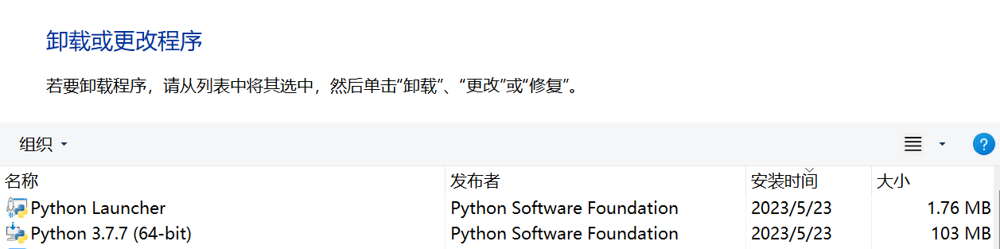 卸载或更改程序
若要卸载程序，请从列表中将其选中，然后单击“卸载”、“更改”或“修复”。
组织
名称 发布者 安装时间 大小
Python Launcher Python Software Foundation 2023/5/23 1.76 MB
Python 3.7.7 (64-bit) Python Software Foundation 2023/5/23 103 MB